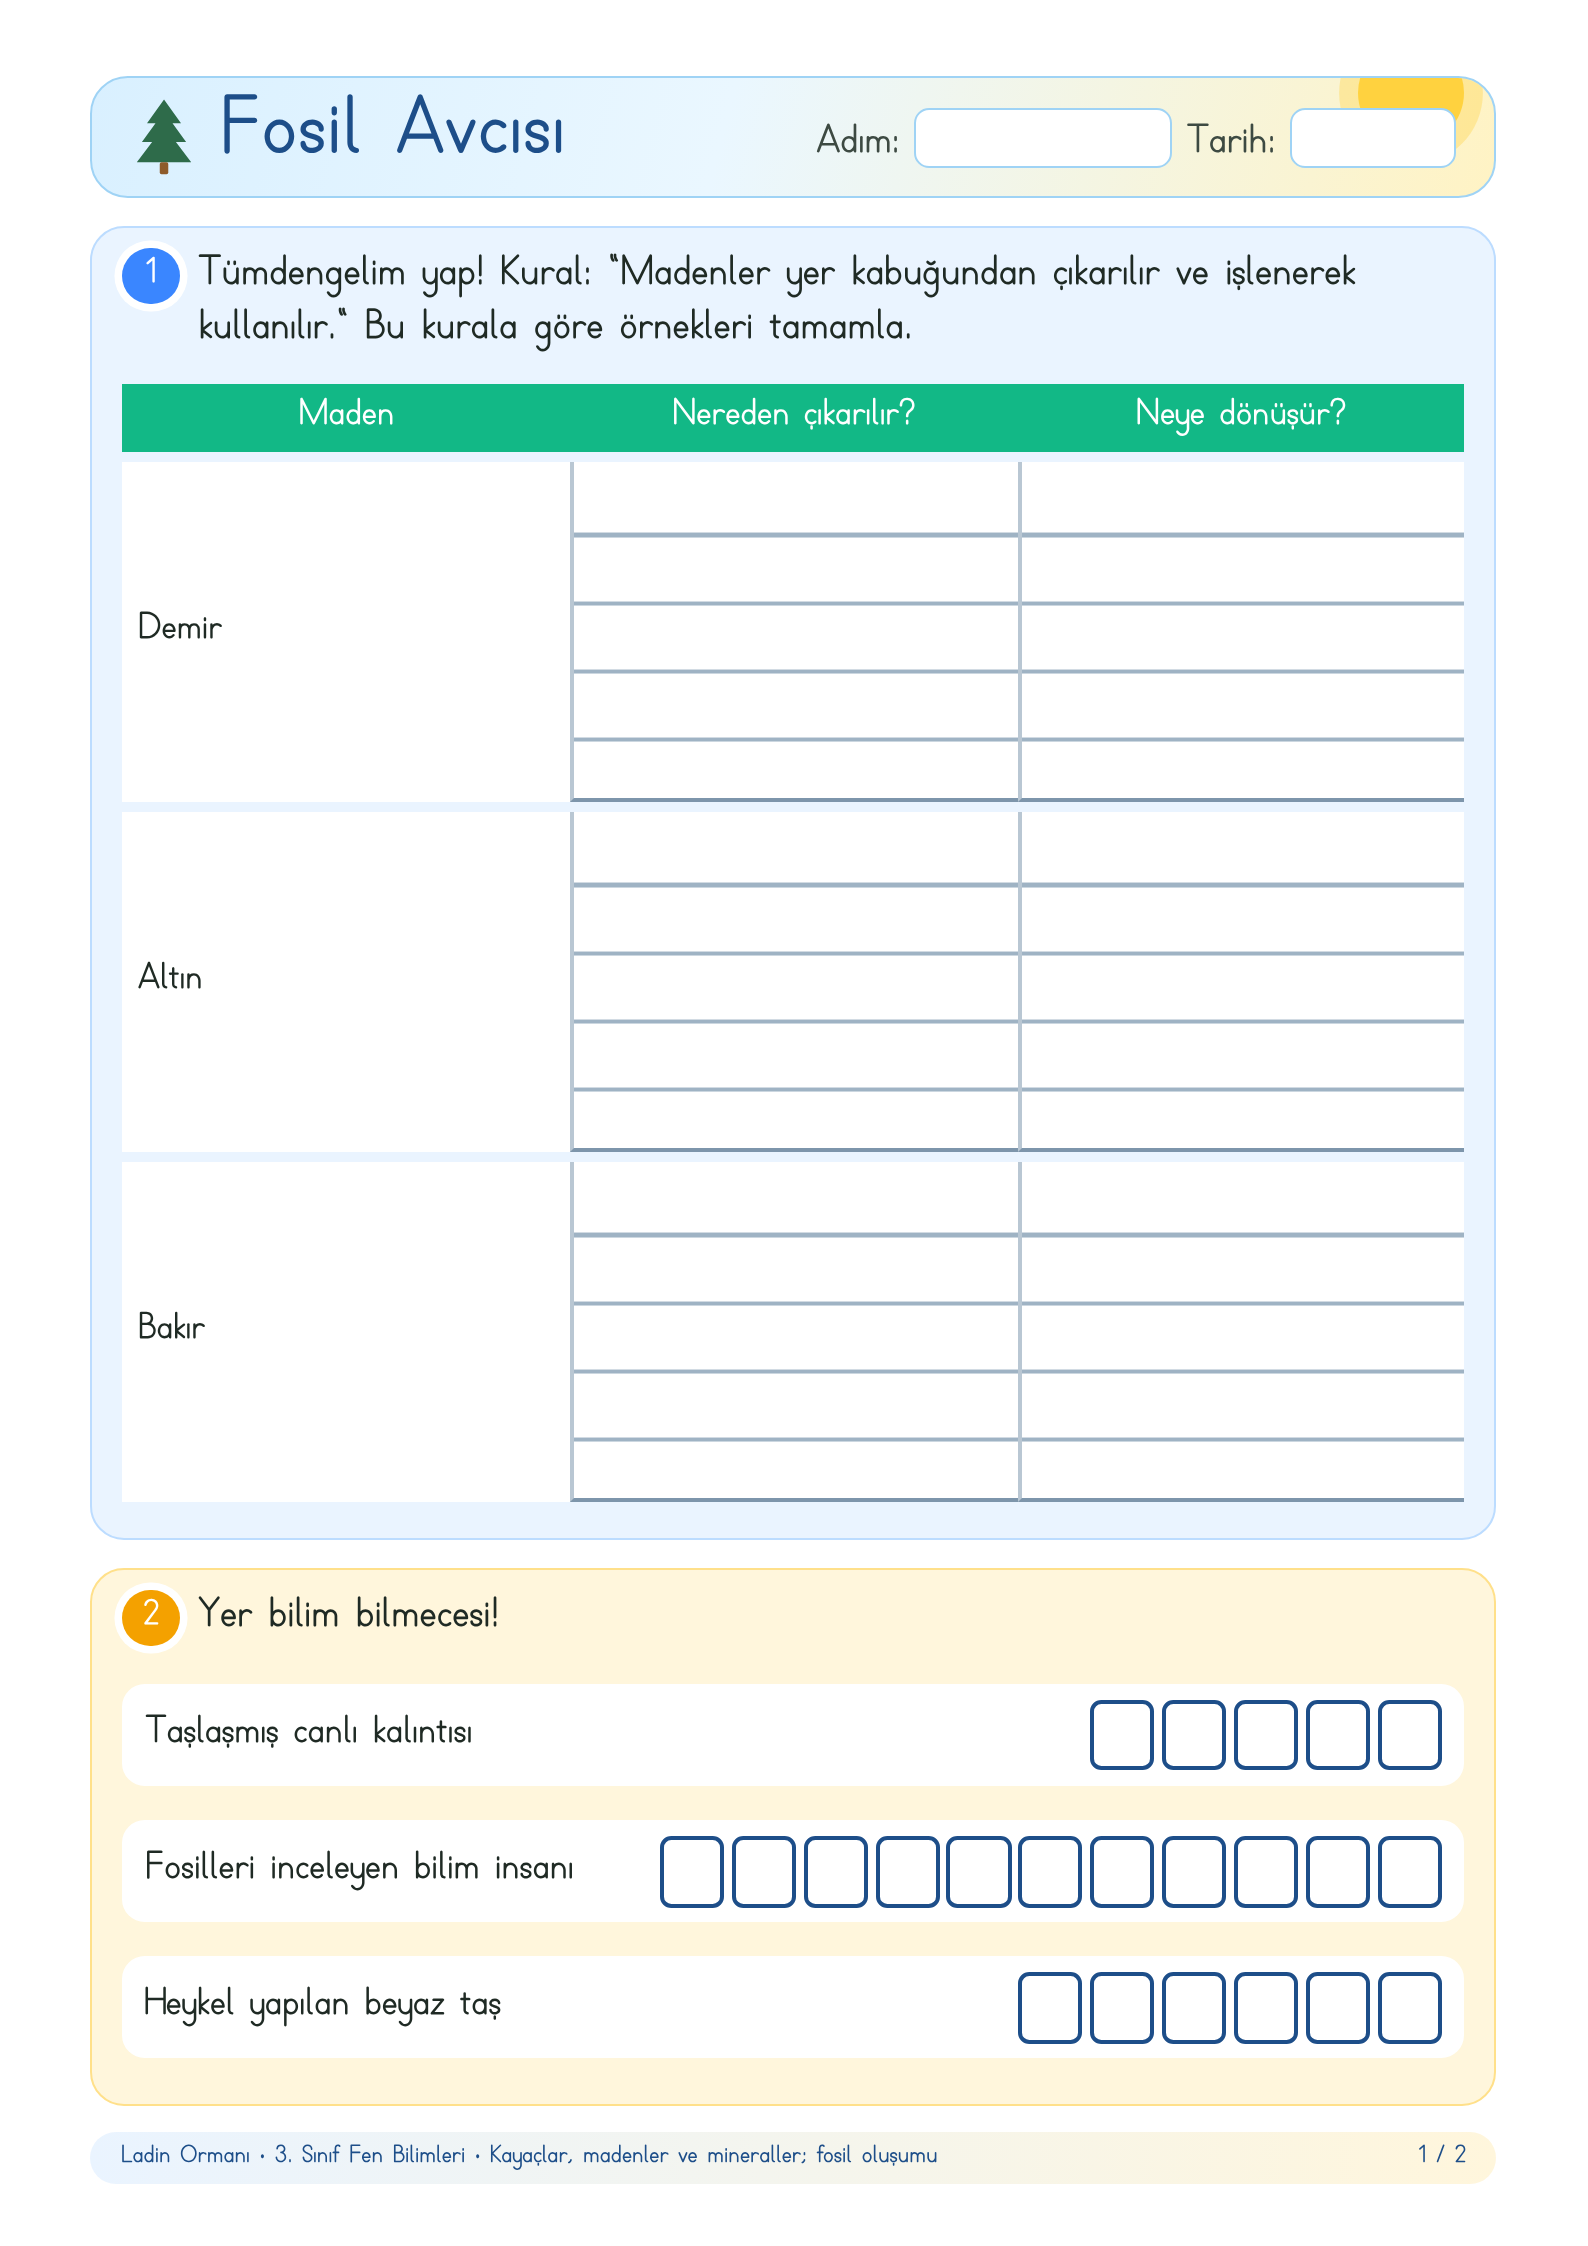 Fosil Avcısı
Adım:
Tarih:
1
Tümdengelim yap! Kural: "Madenler yer kabuğundan çıkarılır ve işlenerek
kullanılır." Bu kurala göre örnekleri tamamla.
Maden
Nereden çıkarılır?
Neye dönüşür?
Demir
Altın
Bakır
2
Yer bilim bilmecesi!
Taşlaşmış canlı kalıntısı
Fosilleri inceleyen bilim insanı
Heykel yapılan beyaz taş
Ladin Ormanı • 3. Sınıf Fen Bilimleri • Kayaçlar, madenler ve mineraller; fosil oluşumu
1 / 2